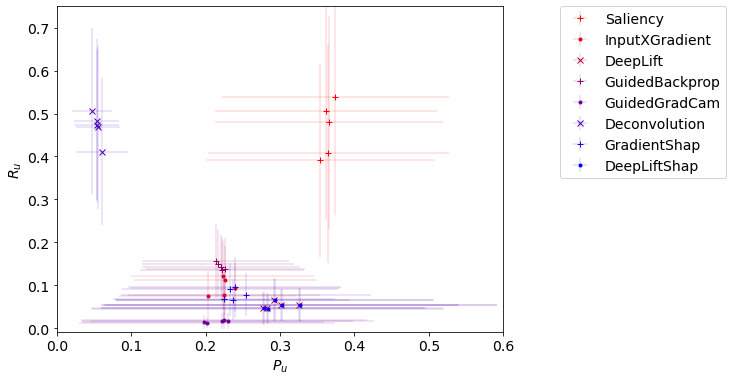 0.7
0.6
0.5
0.4
0.3
0.2
0.1
0.0
R_u
0.0 0.1 0.2 0.3 0.4 0.5 0.6
P_u
Saliency
InputXGradient
DeepLift
GuidedBackprop
GuidedGradCam
Deconvolution
GradientShap
DeepLiftShap